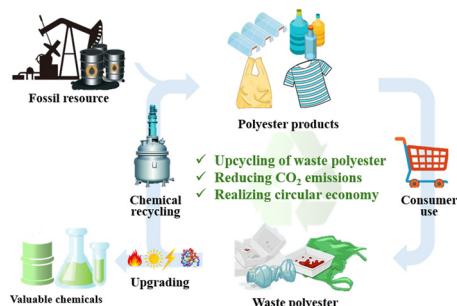 Fossil resource
Polyester products
✓ Upcycling of waste polyester
✓ Reducing CO₂ emissions
✓ Realizing circular economy
Chemical
recycling
Consumer
use
Upgrading
Valuable chemicals
Waste polyester